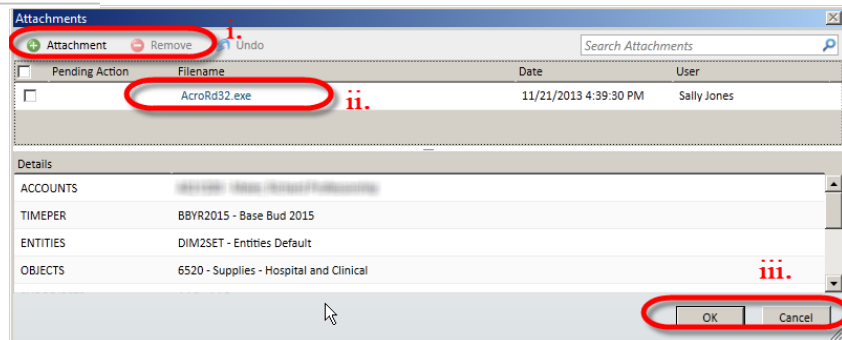 Attachments
i.
Attachment Remove Undo Search Attachments
Pending Action Filename Date User
AcroRd32.exe 11/21/2013 4:39:30 PM Sally Jones
ii.
Details
ACCOUNTS
TIMEPER BBYR2015 - Base Bud 2015
ENTITIES DIM2SET - Entities Default
OBJECTS 6520 - Supplies - Hospital and Clinical
iii.
OK Cancel